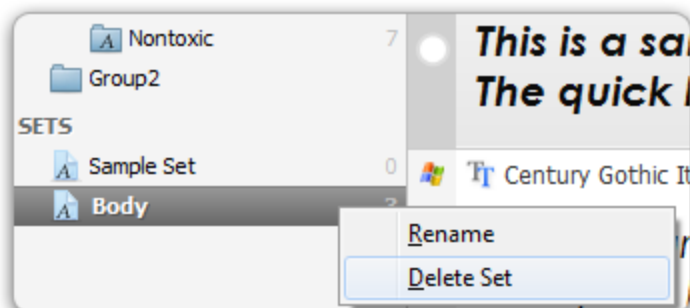 Nontoxic 7
Group2
SETS
Sample Set 0
Body 3
This is a sa
The quick
Century Gothic It
Rename
Delete Set